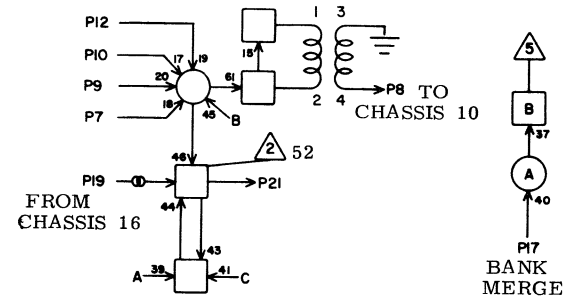 P12
1 3
5
P10 17 19 15
P9 20 61 P8 TO
2 4
CHASSIS 10
P7 18 45 B
B
37
46 2 52
A
P19 P21
40
FROM
CHASSIS 16
44
43
P17
BANK
MERGE
A 39 41 C